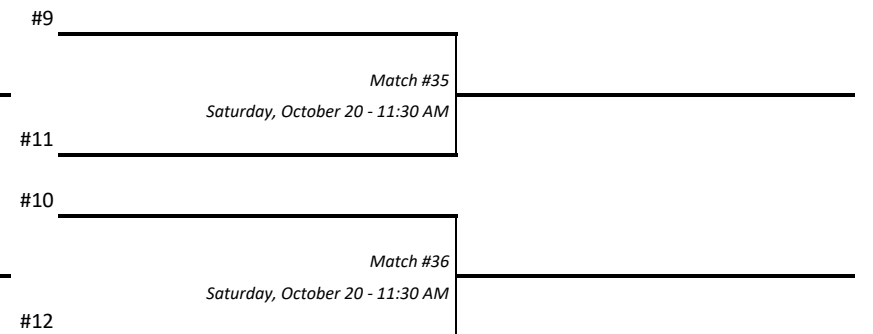 #9
Match #35
Saturday, October 20 - 11:30 AM
#11
#10
Match #36
Saturday, October 20 - 11:30 AM
#12